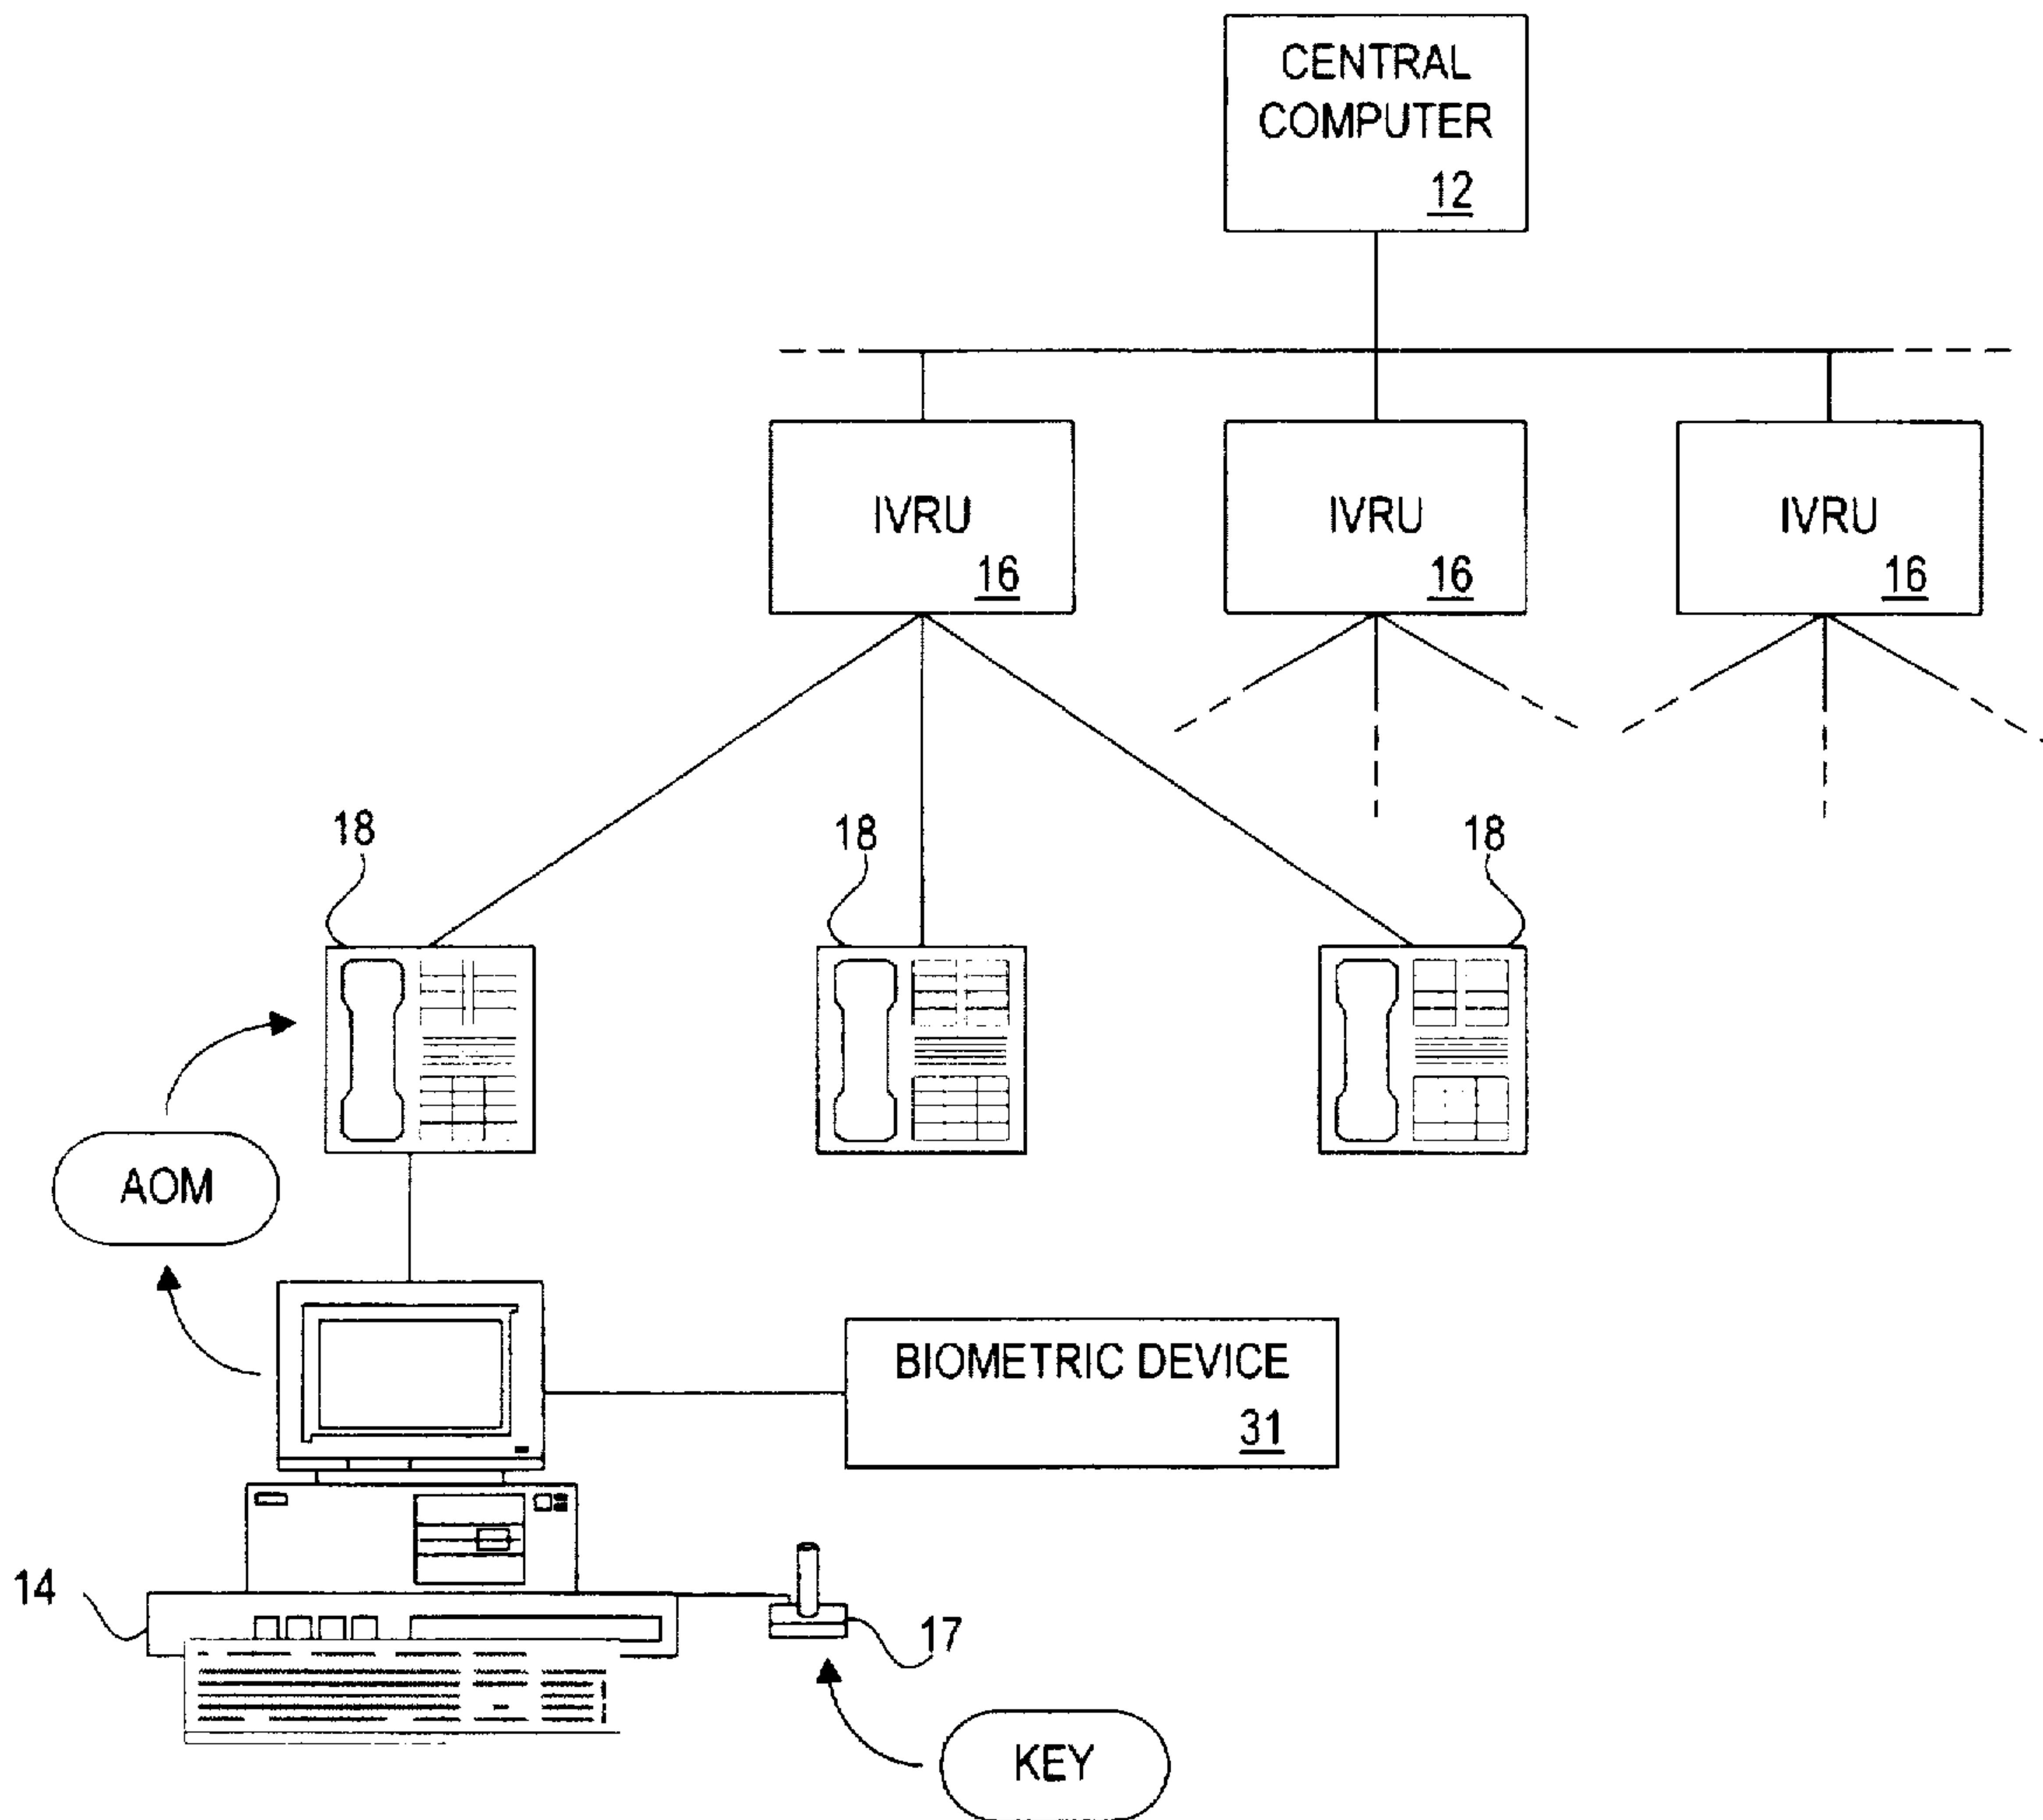 CENTRAL
COMPUTER
12
IVRU
16
IVRU
16
IVRU
16
18
18
18
AOM
BIOMETRIC DEVICE
31
14
17
KEY